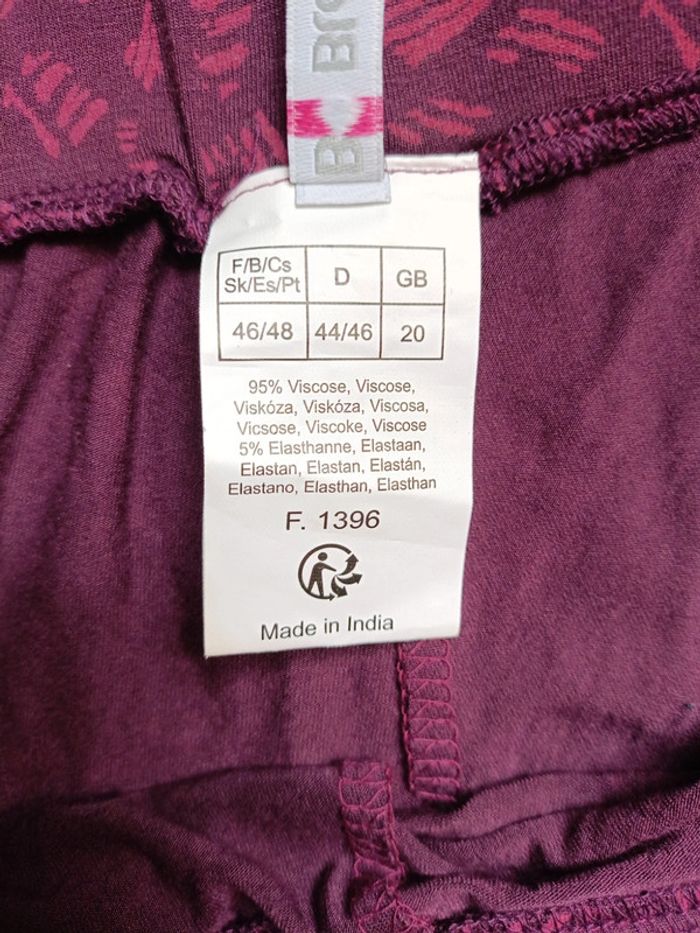 F/B/Cs
Sk/Es/Pt
D
GB
46/48
44/46
20
95% Viscose, Viscose,
Viskóza, Viskóza, Viscosa,
Vicsose, Viscoke, Viscose
5% Elasthanne, Elastaan,
Elastan, Elastan, Elastán,
Elastano, Elasthan, Elasthan
F. 1396
Made in India